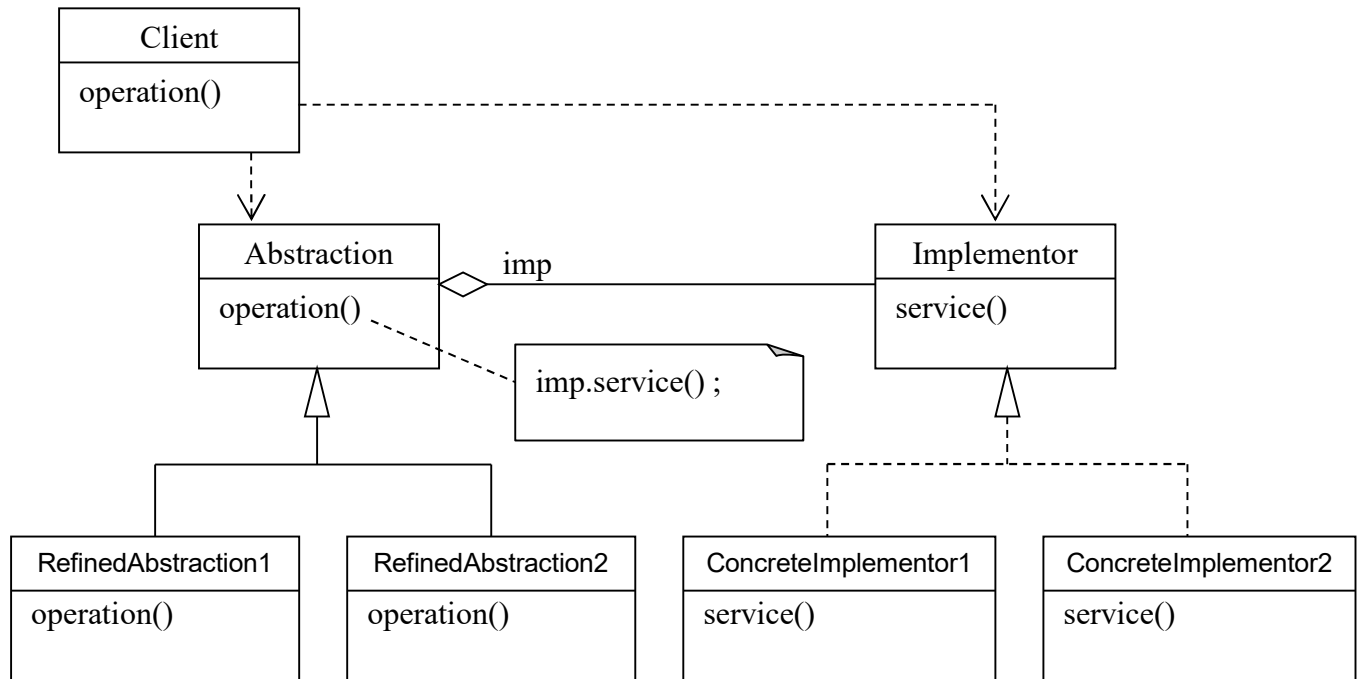 Client
operation()
Abstraction
operation()
imp
Implementor
service()
imp.service() ;
RefinedAbstraction1
operation()
RefinedAbstraction2
operation()
ConcreteImplementor1
service()
ConcreteImplementor2
service()